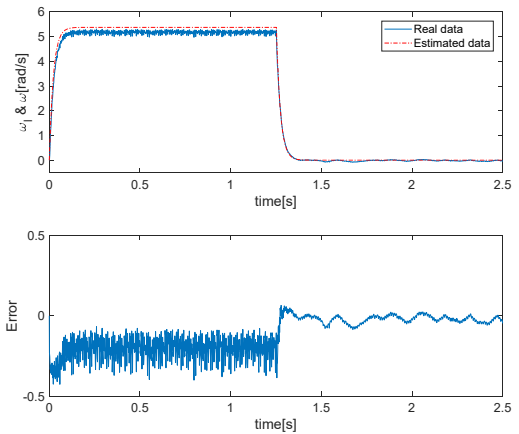 6
5
4
3
2
1
0
ω_l & ω[rad/s]
Real data
Estimated data
0 0.5 1 1.5 2 2.5
time[s]
0.5
0
-0.5
Error
0 0.5 1 1.5 2 2.5
time[s]